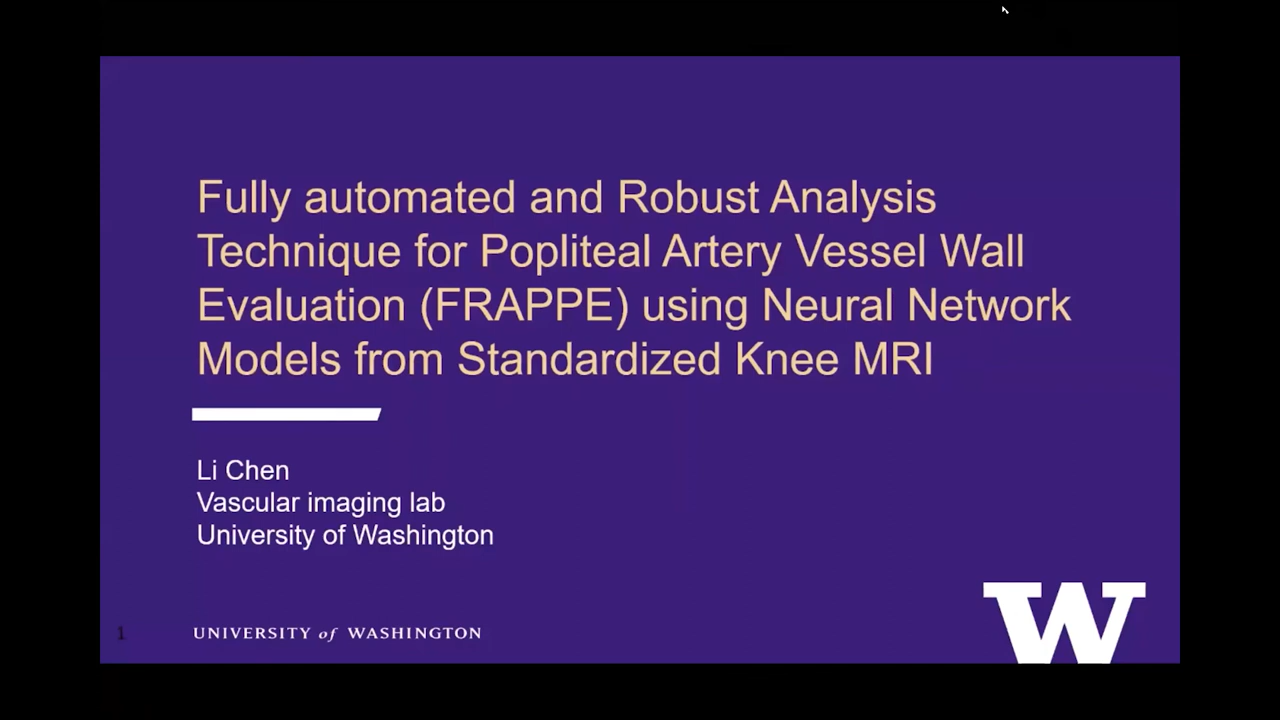 Fully automated and Robust Analysis
Technique for Popliteal Artery Vessel Wall
Evaluation (FRAPPE) using Neural Network
Models from Standardized Knee MRI
Li Chen
Vascular imaging lab
University of Washington
1
UNIVERSITY of WASHINGTON
W